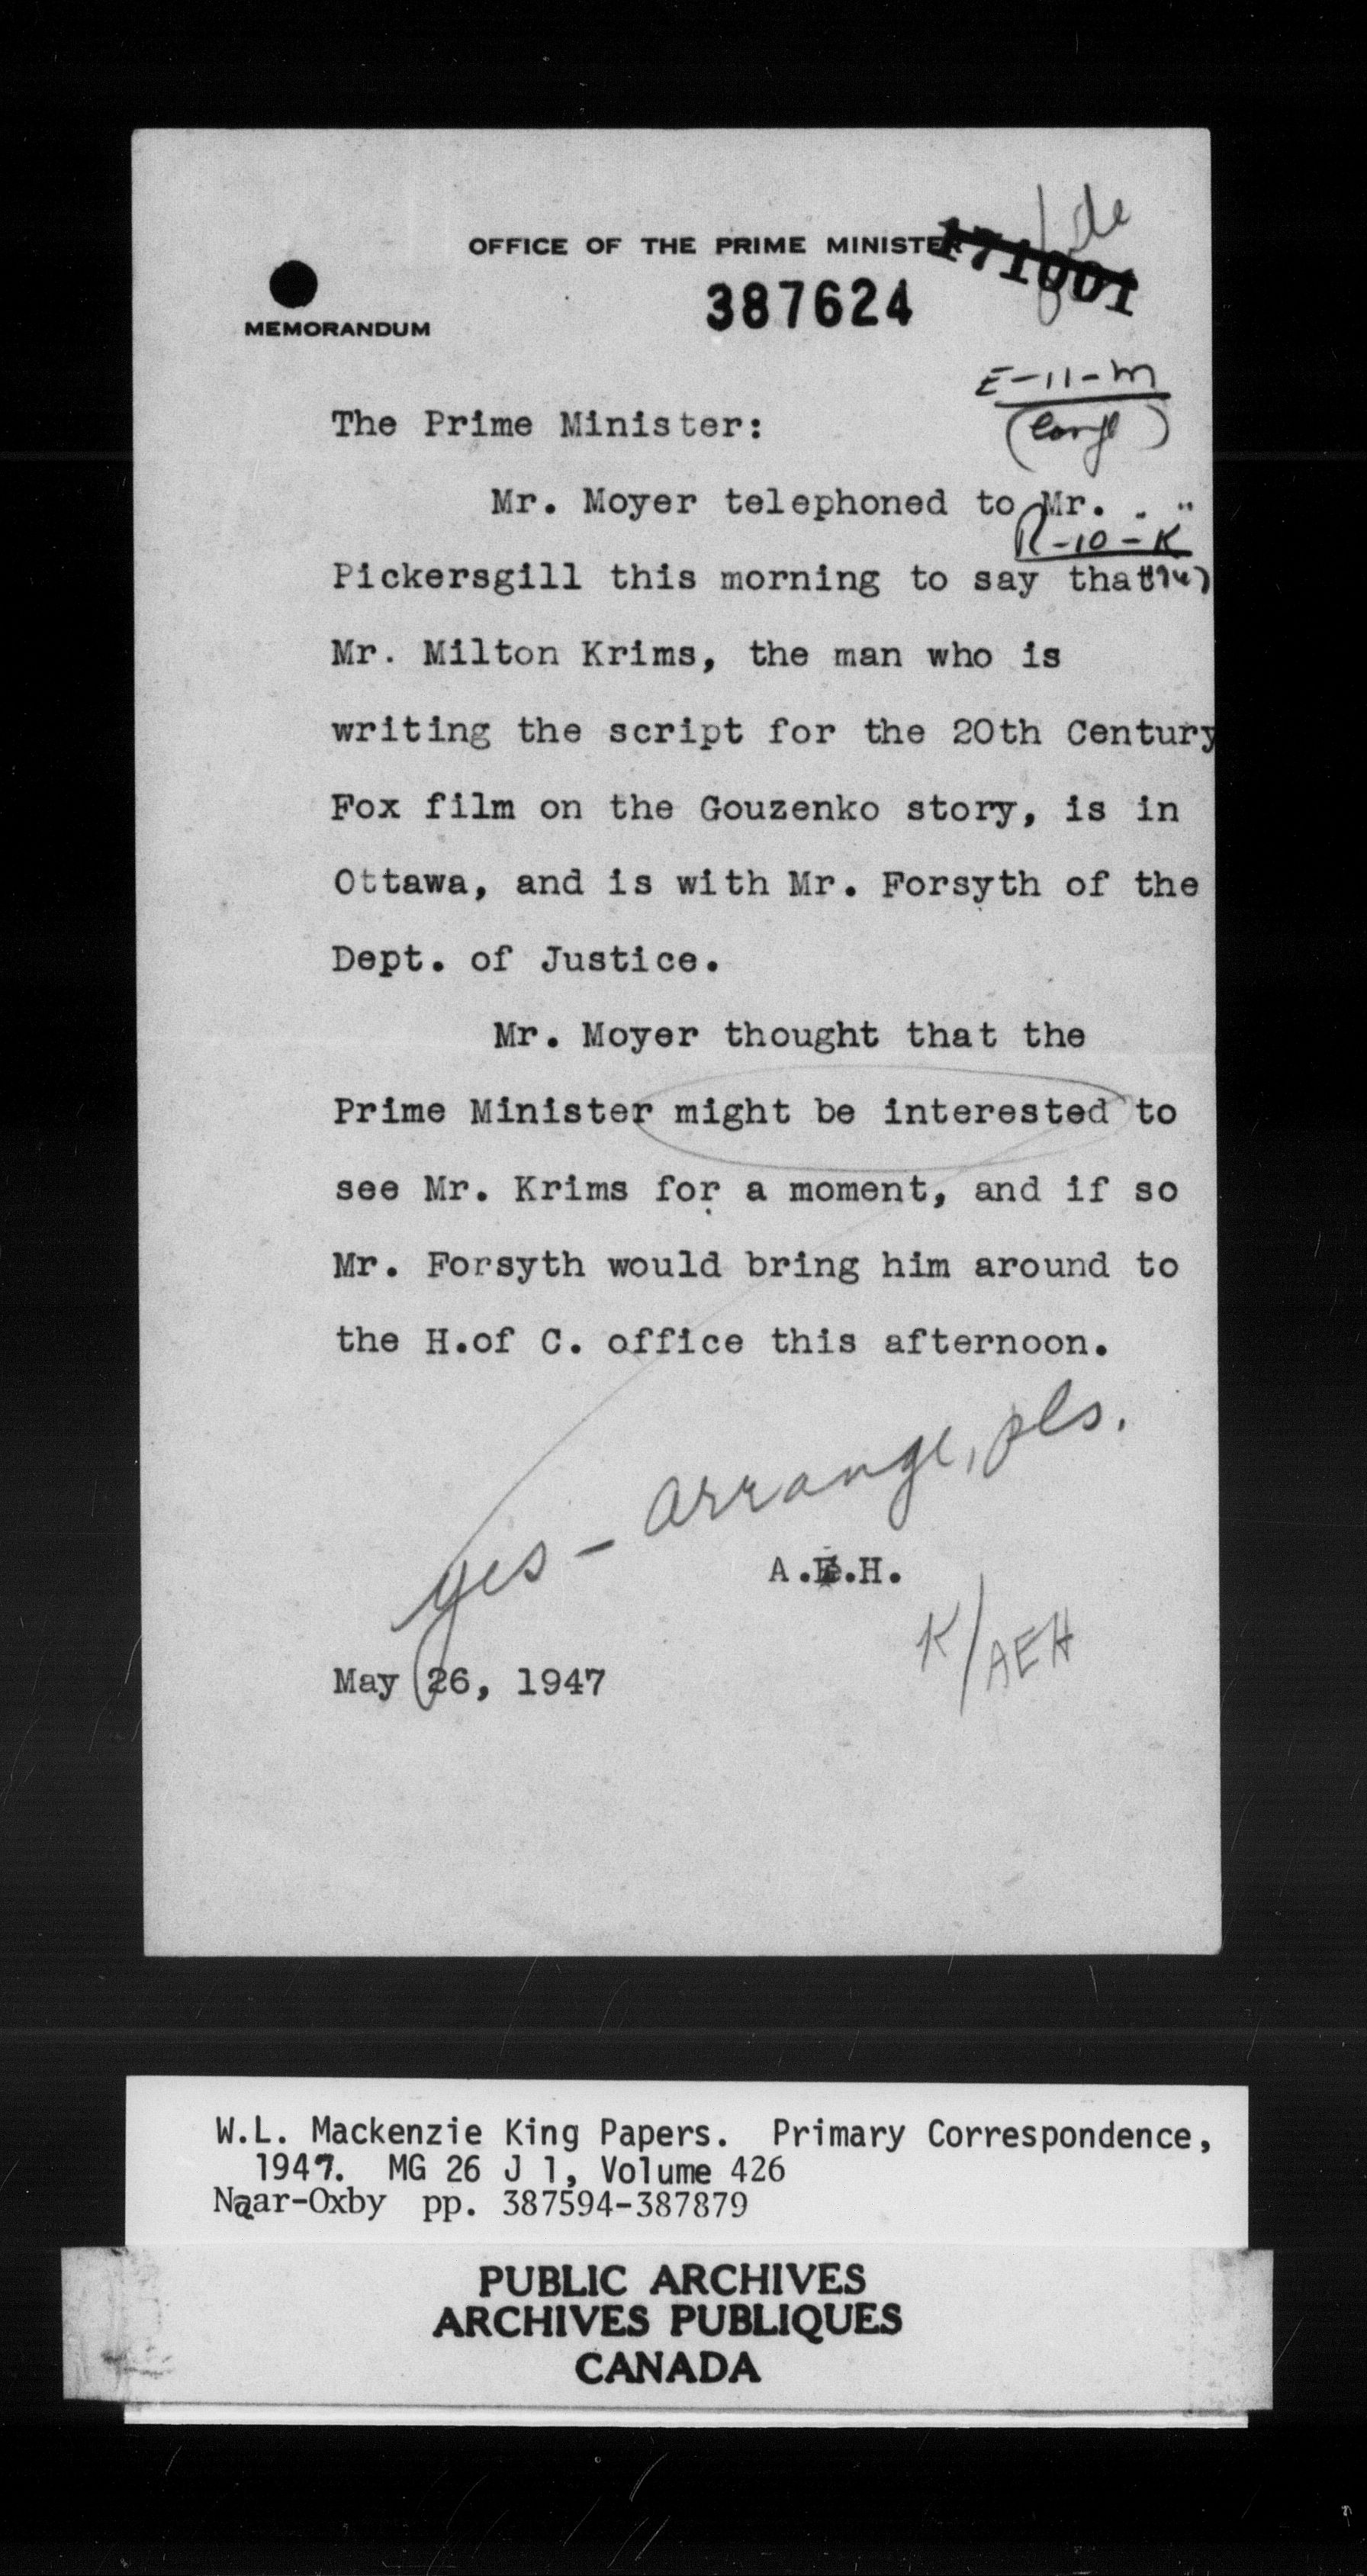 file
OFFICE OF THE PRIME MINISTER
171001
387624
MEMORANDUM
E-11-M
The Prime Minister:
Mr. Moyer telephoned to Mr.
R-10-K
Pickersgill this morning to say that
Mr. Milton Krims, the man who is
writing the script for the 20th Century
Fox film on the Gouzenko story, is in
Ottawa, and is with Mr. Forsyth of the
Dept. of Justice.
Mr. Moyer thought that the
Prime Minister might be interested to
see Mr. Krims for a moment, and if so
Mr. Forsyth would bring him around to
the H.of C. office this afternoon.
yes - arrange, pls.
A.E.H.
K/AEH
May 26, 1947
W.L. Mackenzie King Papers. Primary Correspondence,
1947. MG 26 J 1, Volume 426
Naar-Oxby pp. 387594-387879
PUBLIC ARCHIVES
ARCHIVES PUBLIQUES
CANADA